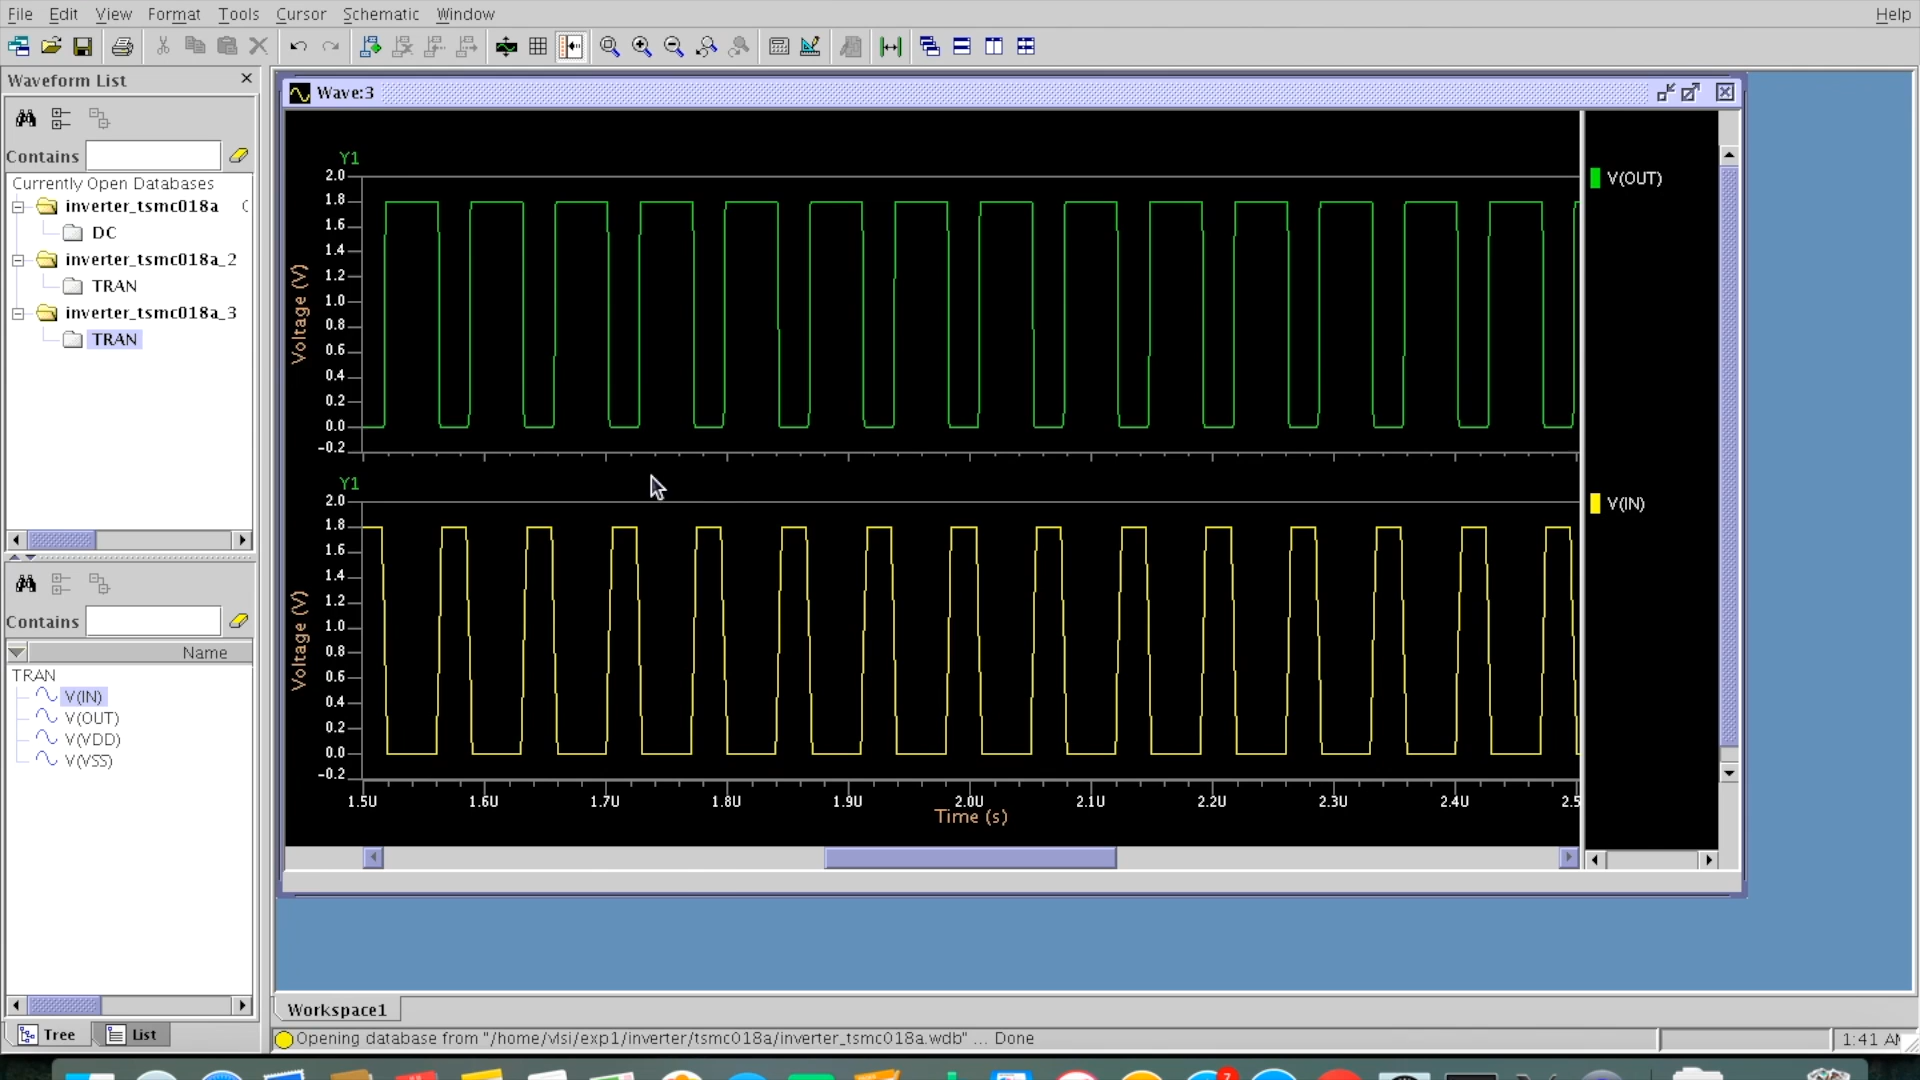 File Edit View Format Tools Cursor Schematic Window Help
Waveform List
Wave:3
Contains
Currently Open Databases
inverter_tsmc018a
DC
inverter_tsmc018a_2
TRAN
inverter_tsmc018a_3
TRAN
Contains
Name
TRAN
V(IN)
V(OUT)
V(VDD)
V(VSS)
Tree List
Y1
2.0
1.8
1.6
1.4
1.2
1.0
0.8
0.6
0.4
0.2
0.0
-0.2
Voltage (V)
V(OUT)
Y1
2.0
1.8
1.6
1.4
1.2
1.0
0.8
0.6
0.4
0.2
0.0
-0.2
Voltage (V)
V(IN)
1.5U 1.6U 1.7U 1.8U 1.9U 2.0U 2.1U 2.2U 2.3U 2.4U 2.5
Time (s)
Workspace1
Opening database from "/home/vlsi/exp1/inverter/tsmc018a/inverter_tsmc018a.wdb" ... Done
1:41 AM
7